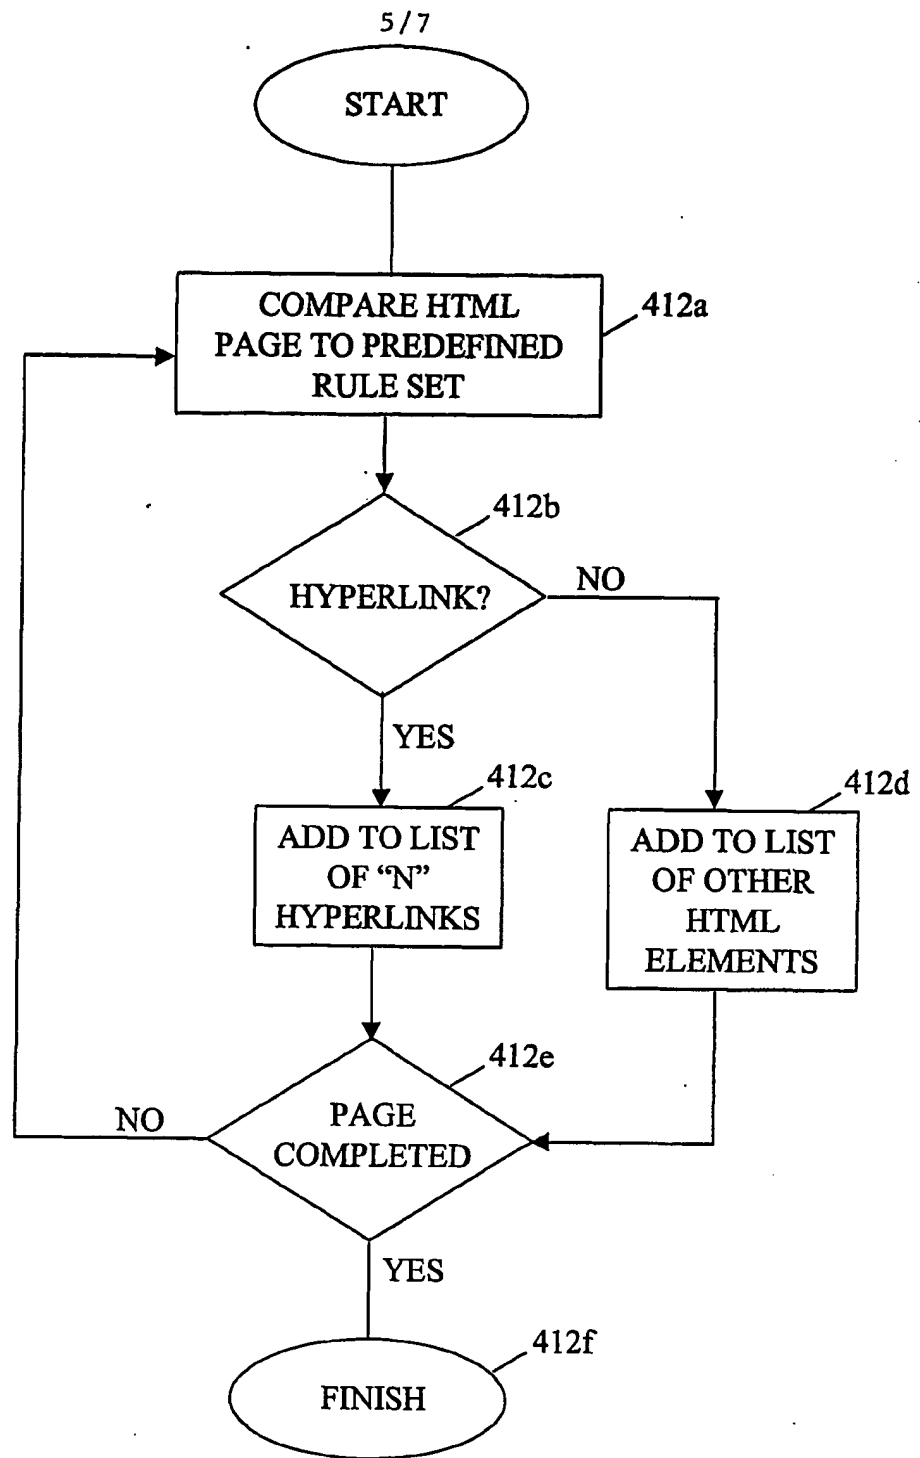 5/7
START
COMPARE HTML
PAGE TO PREDEFINED
RULE SET
412a
412b
HYPERLINK?
NO
YES
412c
412d
ADD TO LIST
OF “N”
HYPERLINKS
ADD TO LIST
OF OTHER
HTML
ELEMENTS
412e
PAGE
COMPLETED
NO
YES
412f
FINISH